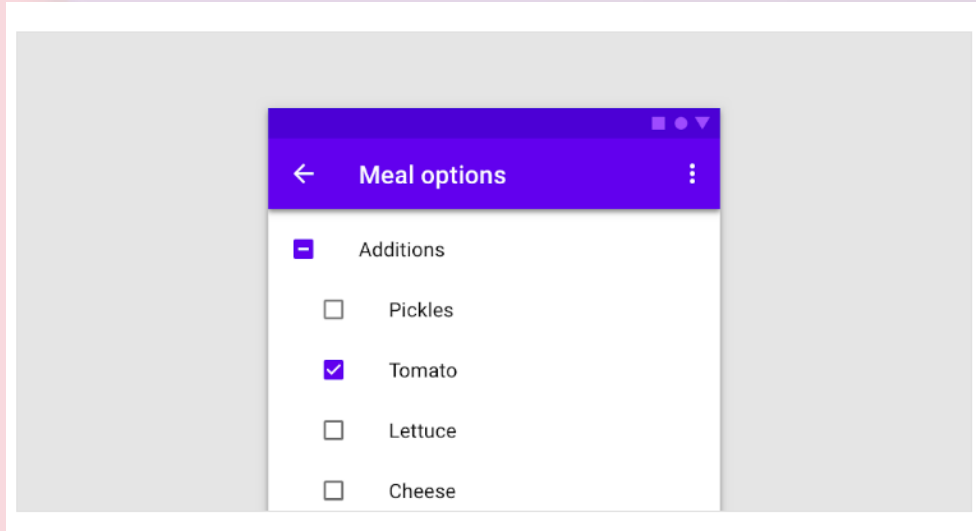 Meal options
Additions
Pickles
Tomato
Lettuce
Cheese